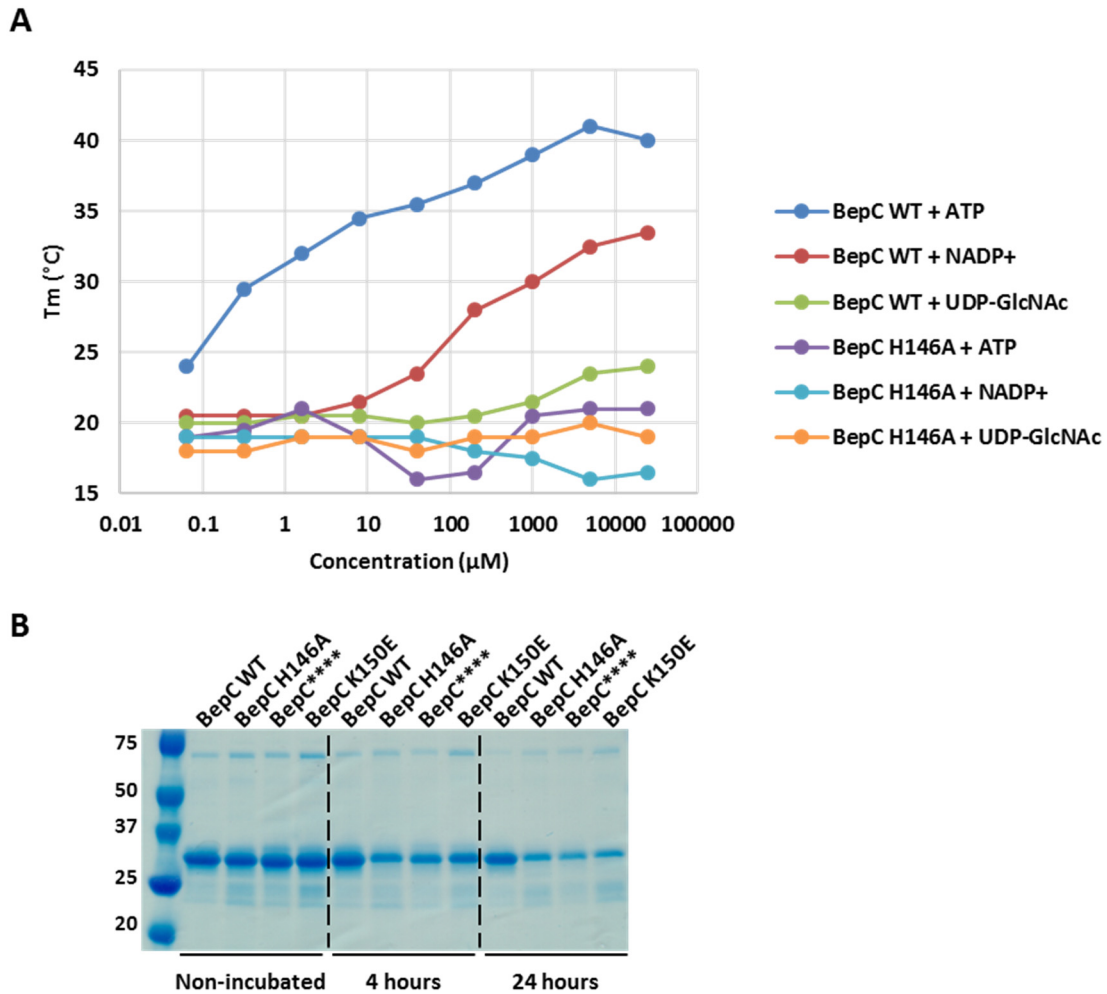 A
45
40
35
30
25
20
15
Tm (°C)
0.01 0.1 1 10 100 1000 10000 100000
Concentration (µM)
BepC WT + ATP
BepC WT + NADP+
BepC WT + UDP-GlcNAc
BepC H146A + ATP
BepC H146A + NADP+
BepC H146A + UDP-GlcNAc
B
BepC WT
BepC H146A
BepC****
BepC K150E
BepC WT
BepC H146A
BepC****
BepC K150E
BepC WT
BepC H146A
BepC****
BepC K150E
75
50
37
25
20
Non-incubated 4 hours 24 hours